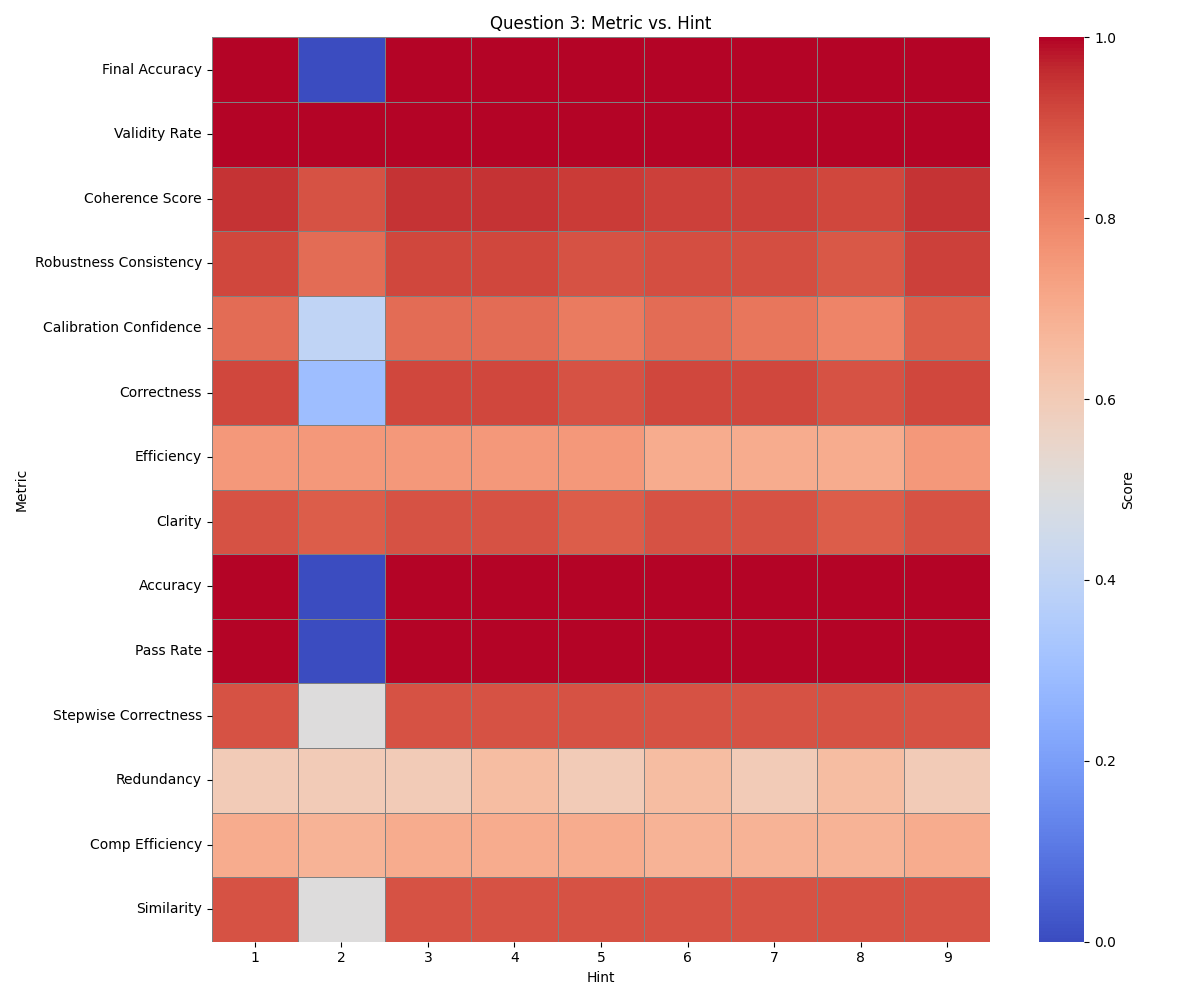 Question 3: Metric vs. Hint
Final Accuracy
Validity Rate
Coherence Score
Robustness Consistency
Calibration Confidence
Correctness
Efficiency
Clarity
Accuracy
Pass Rate
Stepwise Correctness
Redundancy
Comp Efficiency
Similarity
Metric
1 2 3 4 5 6 7 8 9
Hint
1.0
0.8
0.6
0.4
0.2
0.0
Score